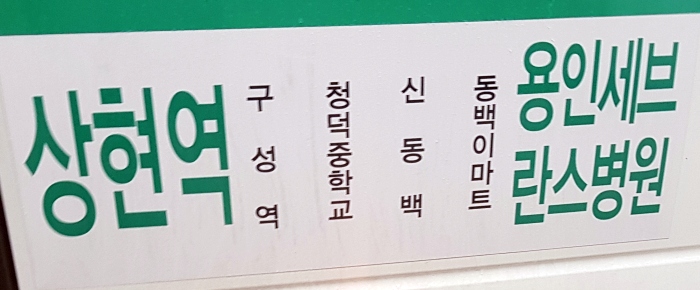 상현역
구성역
청덕중학교
신동백
동백이마트
용인세브
란스병원